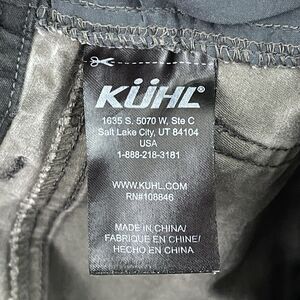 KÜHL®
1635 S. 5070 W, Ste C
Salt Lake City, UT 84104
USA
1-888-218-3181
WWW.KUHL.COM
RN#108846
MADE IN CHINA/
FABRIQUE EN CHINE/
HECHO EN CHINA